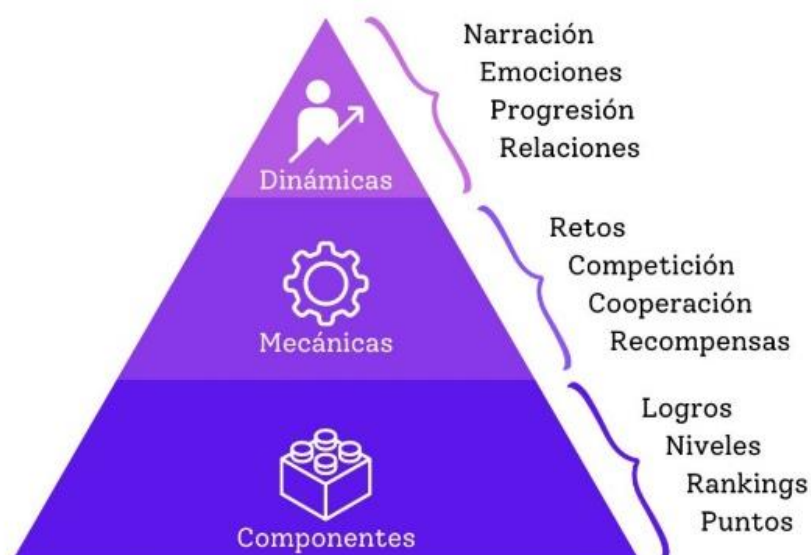 Narración
Emociones
Progresión
Relaciones
Dinámicas
Retos
Competición
Cooperación
Recompensas
Mecánicas
Logros
Niveles
Rankings
Puntos
Componentes